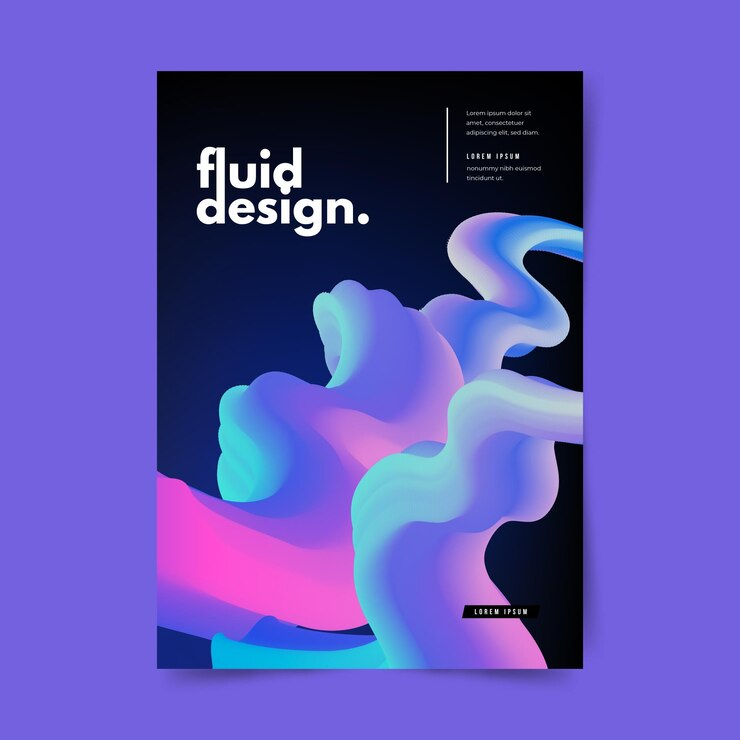 fluid
design.
Lorem ipsum dolor sit
amet, consectetuer
adipiscing elit, sed diam.
LOREM IPSUM
nonummy nibh euismod
tincidunt ut.
LOREM IPSUM